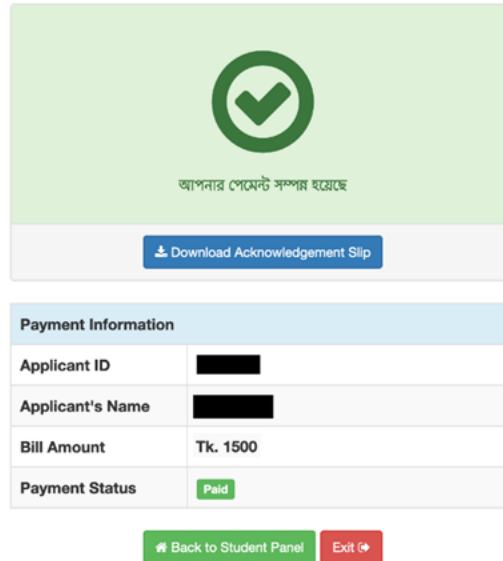 আপনার পেমেন্ট সম্পন্ন হয়েছে
Download Acknowledgement Slip
Payment Information
Applicant ID
Applicant's Name
Bill Amount Tk. 1500
Payment Status Paid
Back to Student Panel Exit